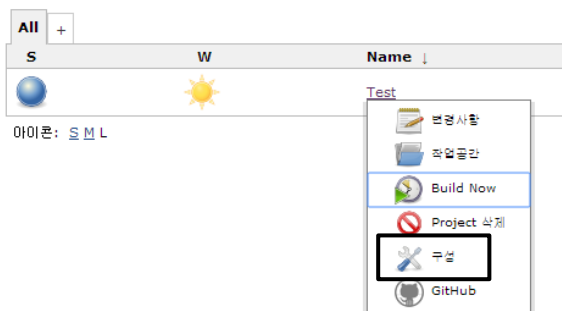 All +
S W Name ↓
Test
아이콘: S M L
변경사항
작업공간
Build Now
Project 삭제
구성
GitHub